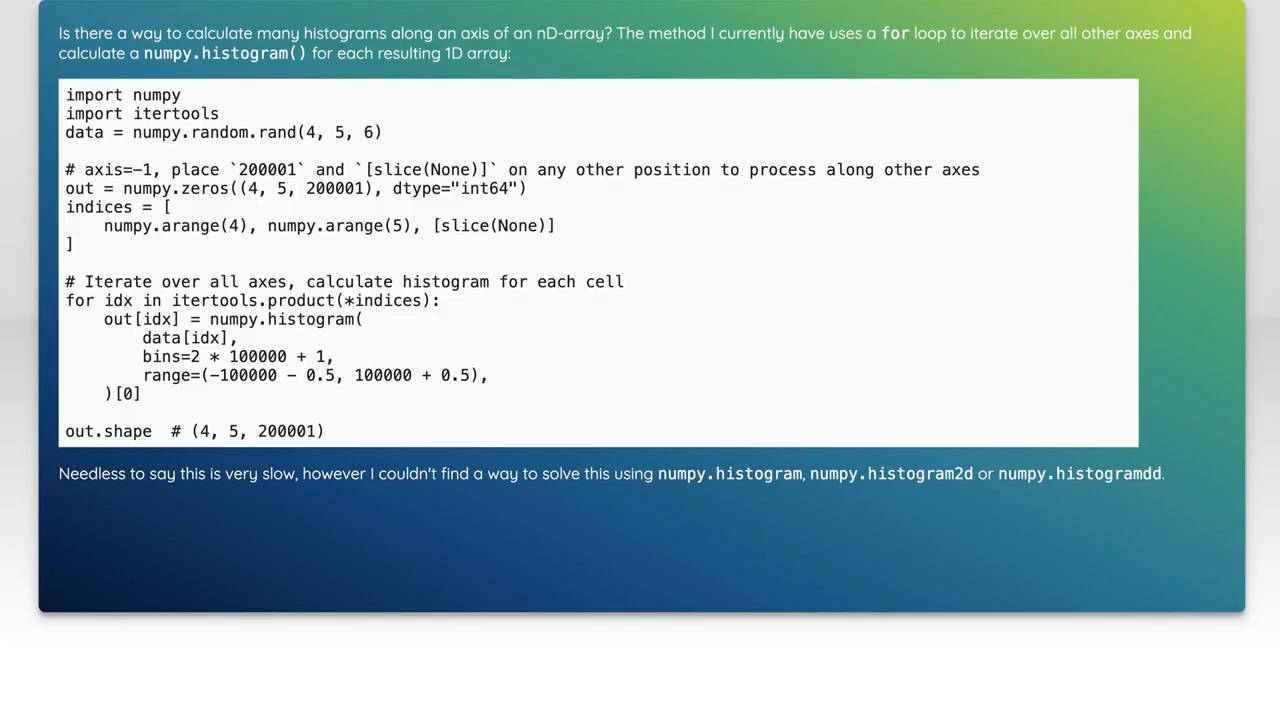 Is there a way to calculate many histograms along an axis of an nD-array? The method I currently have uses a for loop to iterate over all other axes and
calculate a numpy.histogram() for each resulting 1D array:
import numpy
import itertools
data = numpy.random.rand(4, 5, 6)
# axis=-1, place `200001` and `[slice(None)]` on any other position to process along other axes
out = numpy.zeros((4, 5, 200001), dtype="int64")
indices = [
    numpy.arange(4), numpy.arange(5), [slice(None)]
]
# Iterate over all axes, calculate histogram for each cell
for idx in itertools.product(*indices):
    out[idx] = numpy.histogram(
        data[idx],
        bins=2 * 100000 + 1,
        range=(-100000 - 0.5, 100000 + 0.5),
    )[0]
out.shape  # (4, 5, 200001)
Needless to say this is very slow, however I couldn't find a way to solve this using numpy.histogram, numpy.histogram2d or numpy.histogramdd.